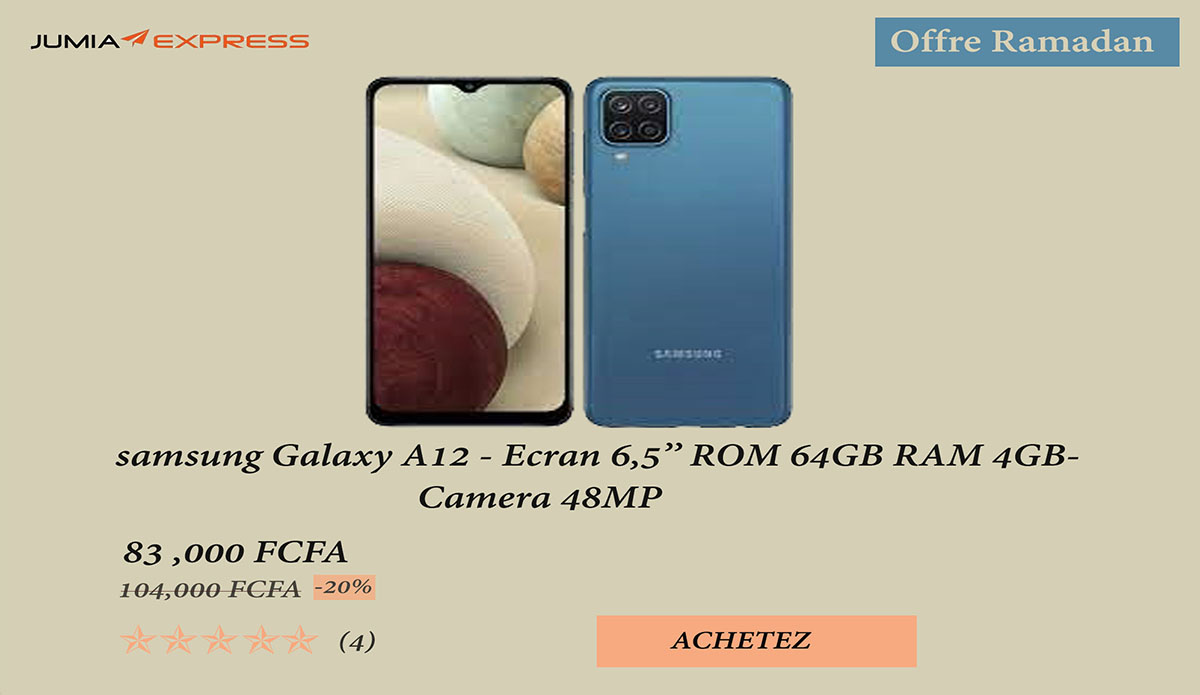 JUMIA EXPRESS
Offre Ramadan
SAMSUNG
samsung Galaxy A12 - Ecran 6,5’’ ROM 64GB RAM 4GB-
Camera 48MP
83 ,000 FCFA
104,000 FCFA -20%
(4)
ACHETEZ